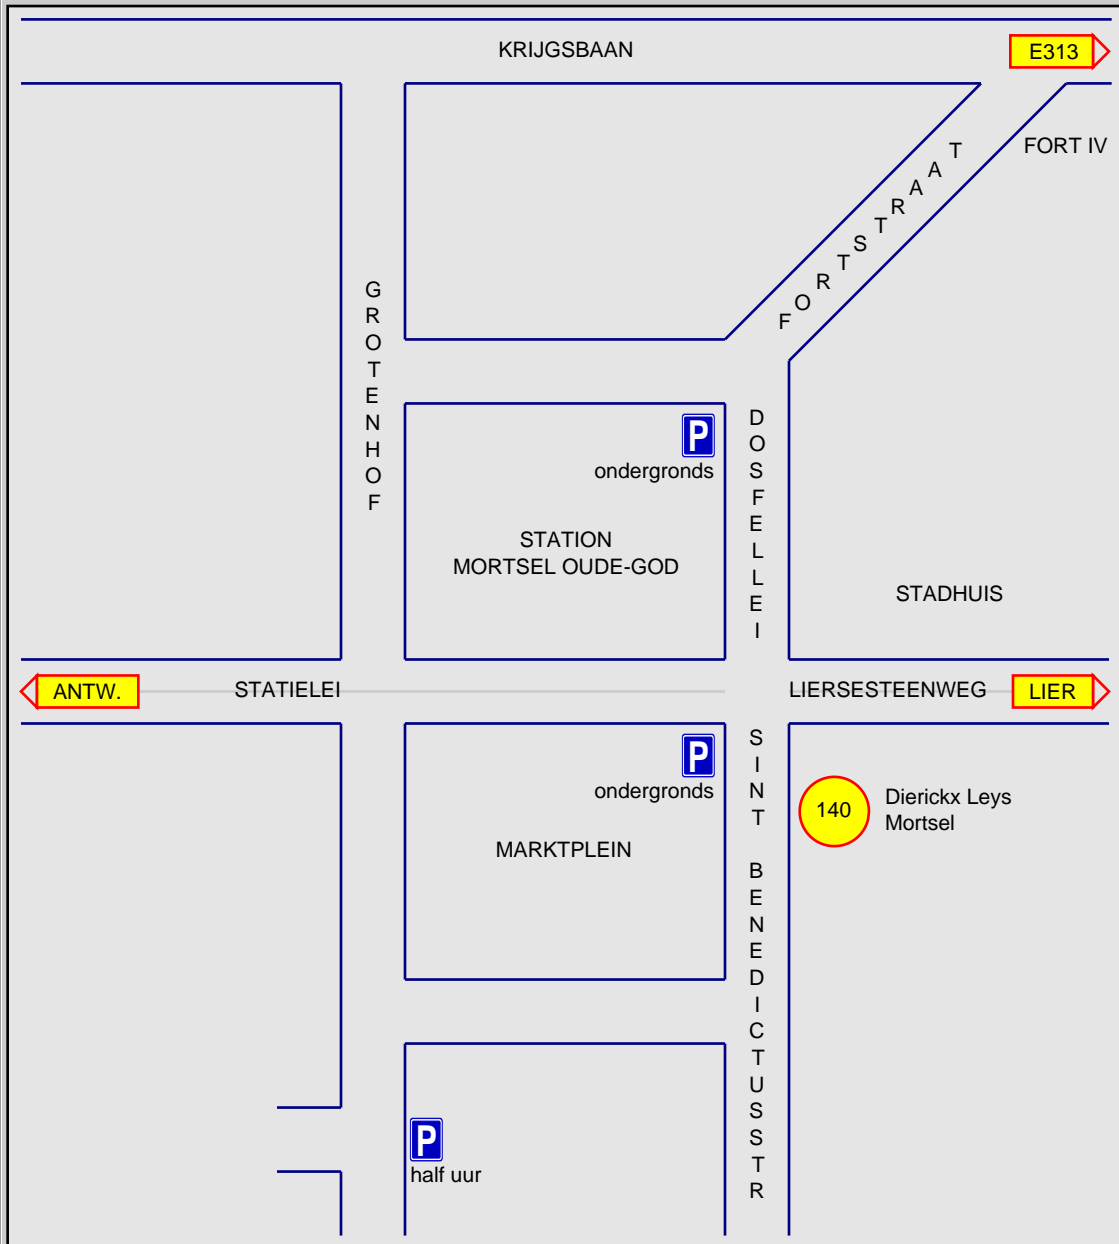 KRIJGSBAAN
E313
FORT IV
FORTSTRAAT
GROTENHOF
P
ondergronds
DOSFELLEI
STATION
MORTSEL OUDE-GOD
STADHUIS
ANTW.
STATIELEI
LIERSESTEENWEG
LIER
P
ondergronds
SINT BENEDICTUSSTR
140
Dierickx Leys
Mortsel
MARKTPLEIN
P
half uur